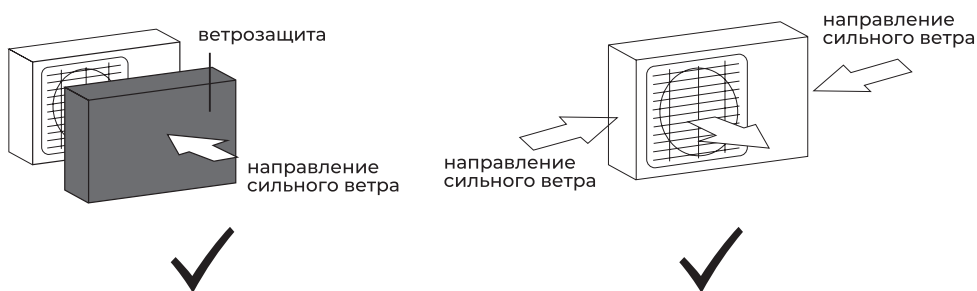 ветрозащита
направление
сильного ветра
направление
сильного ветра
направление
сильного ветра